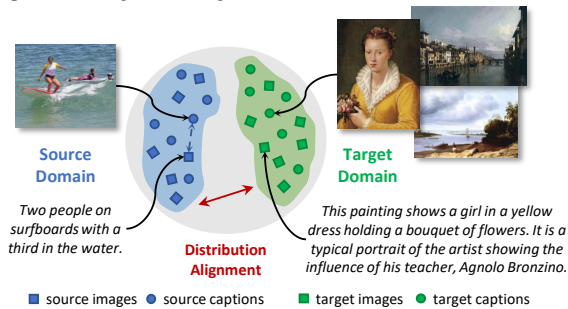 Source
Domain
Target
Domain
Two people on
surfboards with a
third in the water.
Distribution
Alignment
This painting shows a girl in a yellow
dress holding a bouquet of flowers. It is a
typical portrait of the artist showing the
influence of his teacher, Agnolo Bronzino.
source images source captions target images target captions